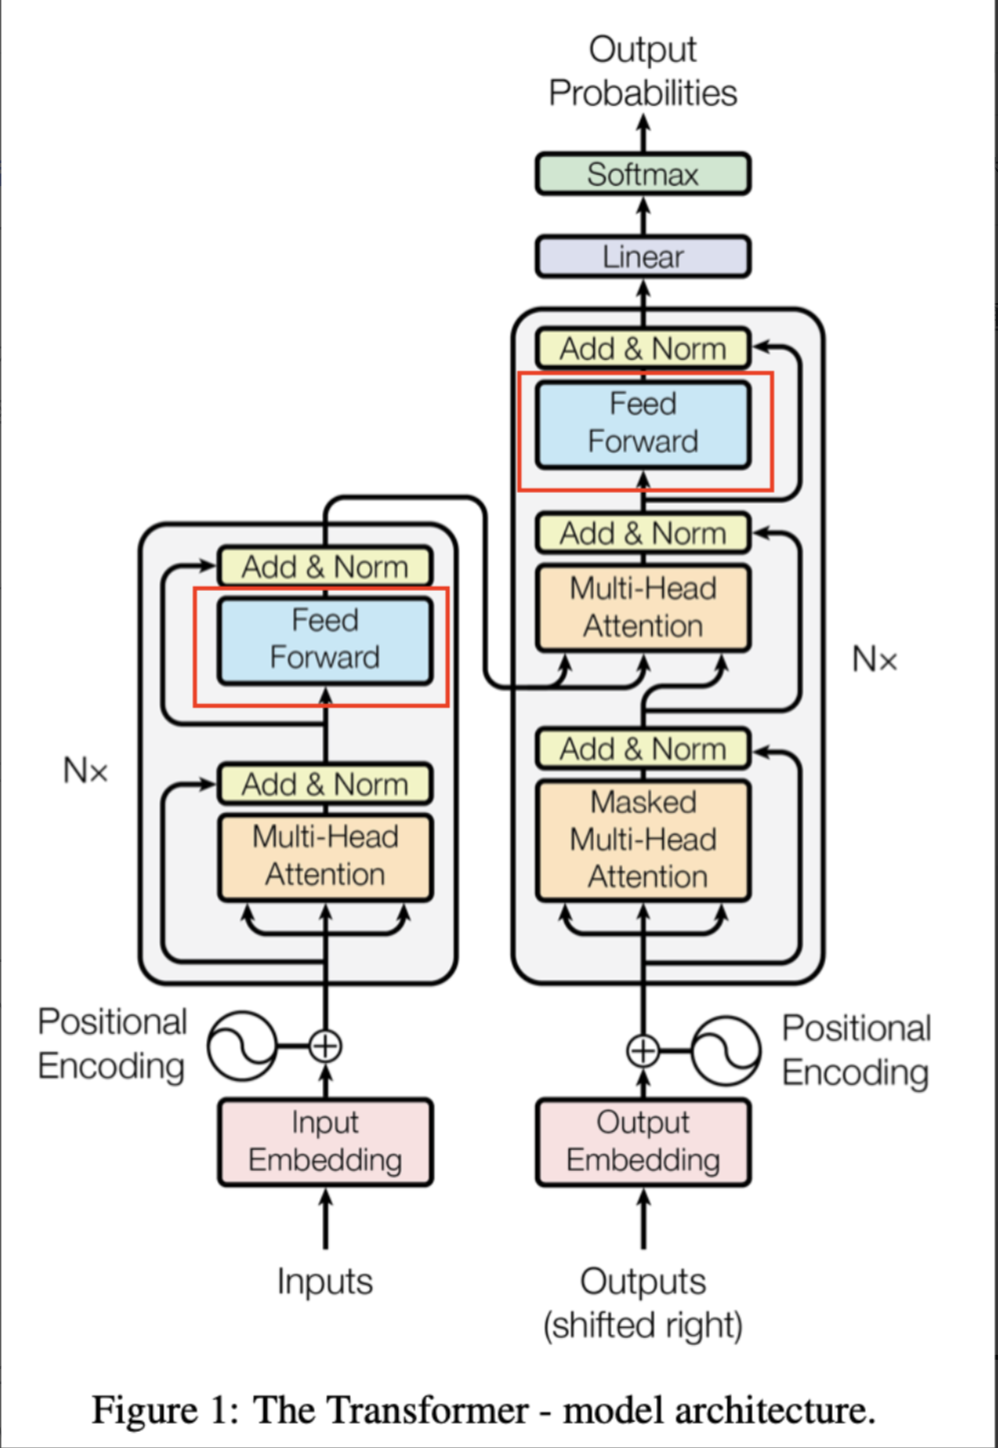 Output
Probabilities
Softmax
Linear
Add & Norm
Feed
Forward
Add & Norm
Multi-Head
Attention
Nx
Add & Norm
Masked
Multi-Head
Attention
Add & Norm
Feed
Forward
Nx
Add & Norm
Multi-Head
Attention
Positional
Encoding
Positional
Encoding
Input
Embedding
Output
Embedding
Inputs
Outputs
(shifted right)
Figure 1: The Transformer - model architecture.